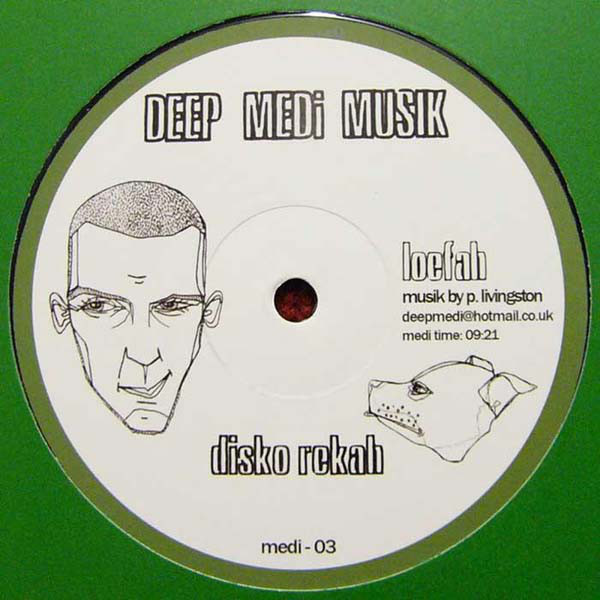 DEEP MEDi MUSIK
loefah
musik by p. livingston
deepmedi@hotmail.co.uk
medi time: 09:21
disko rekah
medi - 03